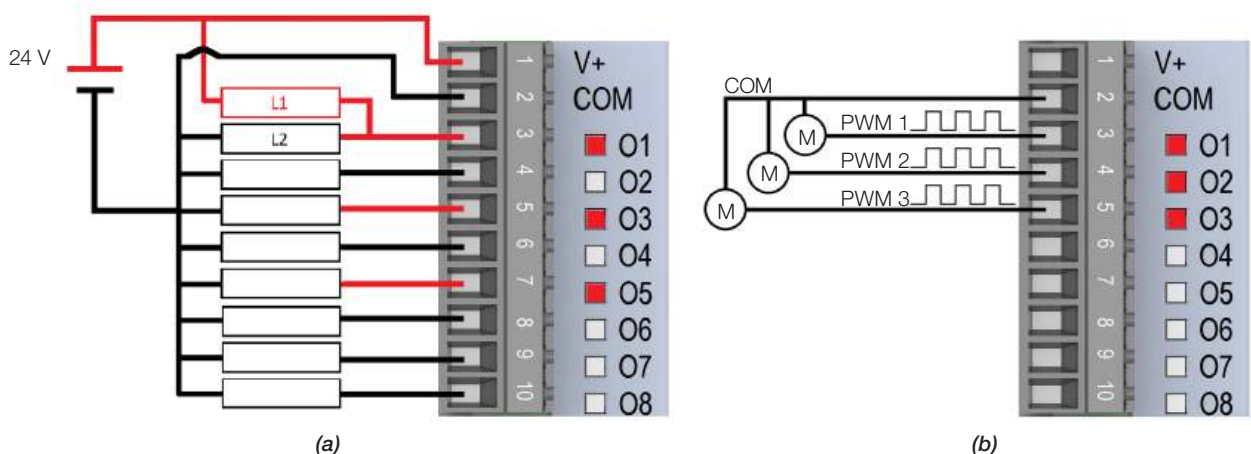 24 V
L1
L2
1
2
3
4
5
6
7
8
9
10
V+
COM
O1
O2
O3
O4
O5
O6
O7
O8
(a)
COM
M
PWM 1
M
PWM 2
M
PWM 3
1
2
3
4
5
6
7
8
9
10
V+
COM
O1
O2
O3
O4
O5
O6
O7
O8
(b)